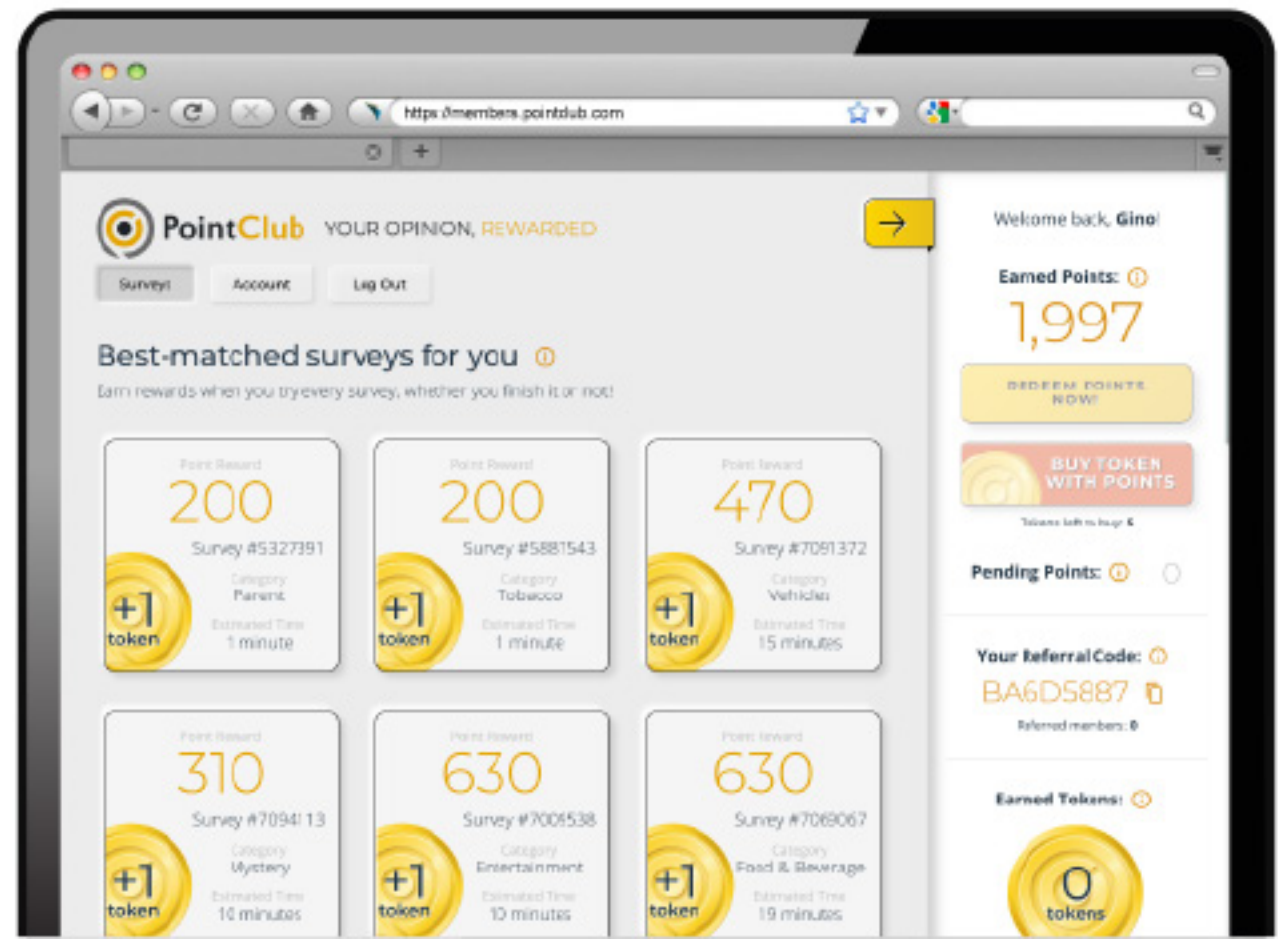 https://members.pointclub.com
PointClub YOUR OPINION, REWARDED
Surveys Account Log Out
Best-matched surveys for you
Earn rewards when you try every survey, whether you finish it or not!
Point Reward
200
Survey #5327391
Category
Parent
Estimated Time
1 minute
+1
token
Point Reward
200
Survey #5881543
Category
Tobacco
Estimated Time
1 minute
+1
token
Point Reward
470
Survey #7091372
Category
Vehicles
Estimated Time
15 minutes
+1
token
Point Reward
310
Survey
Category
Mystery
Estimated Time
minutes
+1
token
Point Reward
630
Survey
Category
Entertainment
Estimated Time
10 minutes
+1
token
Point Reward
630
Survey #7069067
Category
Food & Beverage
Estimated Time
19 minutes
+1
token
Welcome back, Gino!
Earned Points:
1,997
REDEEM POINTS
NOW!
BUY TOKEN
WITH POINTS
Tokens left to buy:
Pending Points:
Your Referral Code:
BA6D5887
Referred members: 0
Earned Tokens:
0
tokens